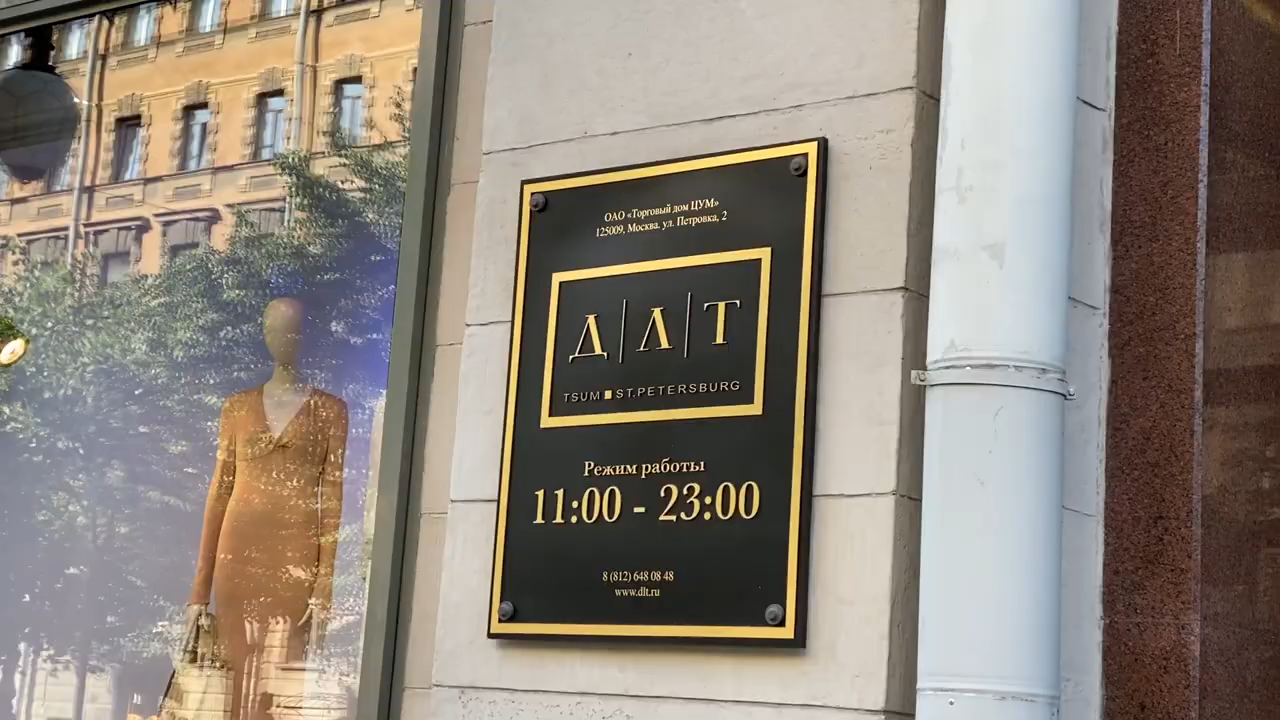 ОАО «Торговый дом ЦУМ»
125009, Москва. ул. Петровка, 2
Д|Л|Т
TSUM ST.PETERSBURG
Режим работы
11:00 - 23:00
8 (812) 648 08 48
www.dlt.ru